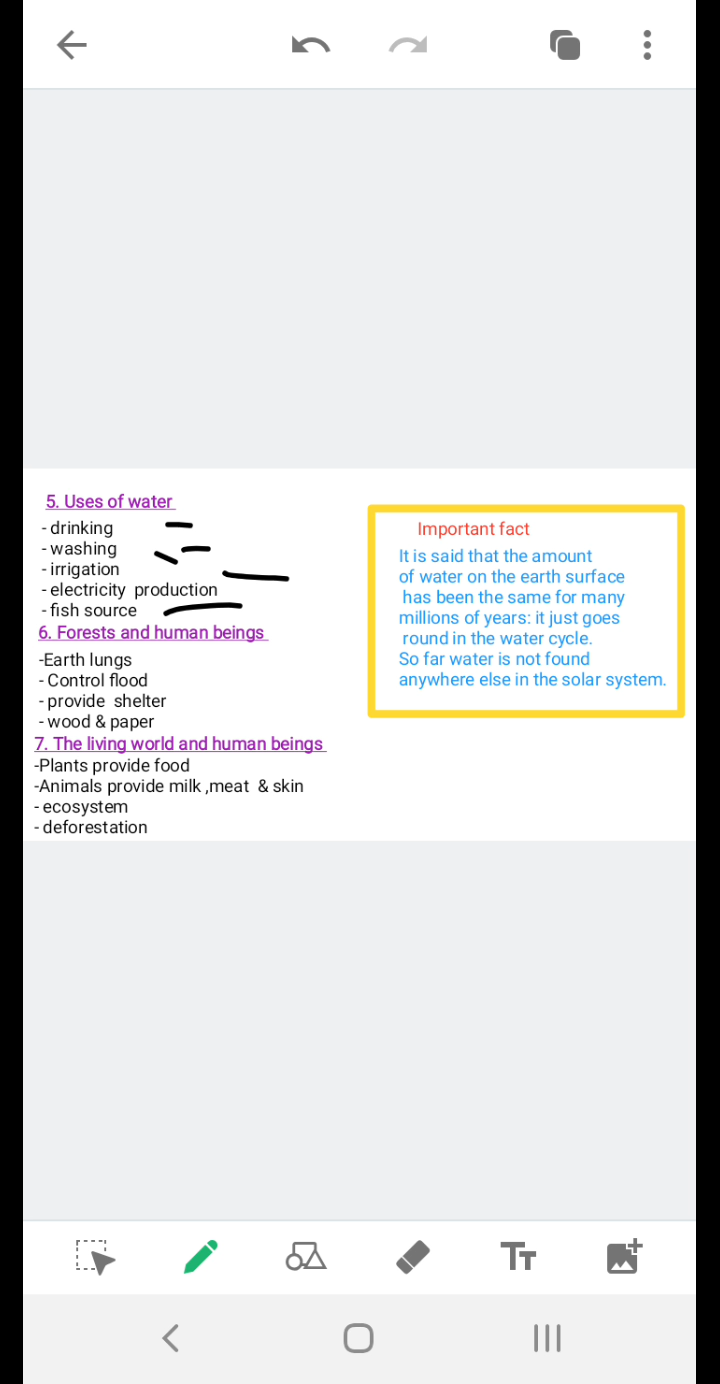 5. Uses of water
- drinking
- washing
- irrigation
- electricity production
- fish source
6. Forests and human beings
-Earth lungs
- Control flood
- provide shelter
- wood & paper
7. The living world and human beings
-Plants provide food
-Animals provide milk ,meat & skin
- ecosystem
- deforestation
Important fact
It is said that the amount
of water on the earth surface
has been the same for many
millions of years: it just goes
round in the water cycle.
So far water is not found
anywhere else in the solar system.
TT